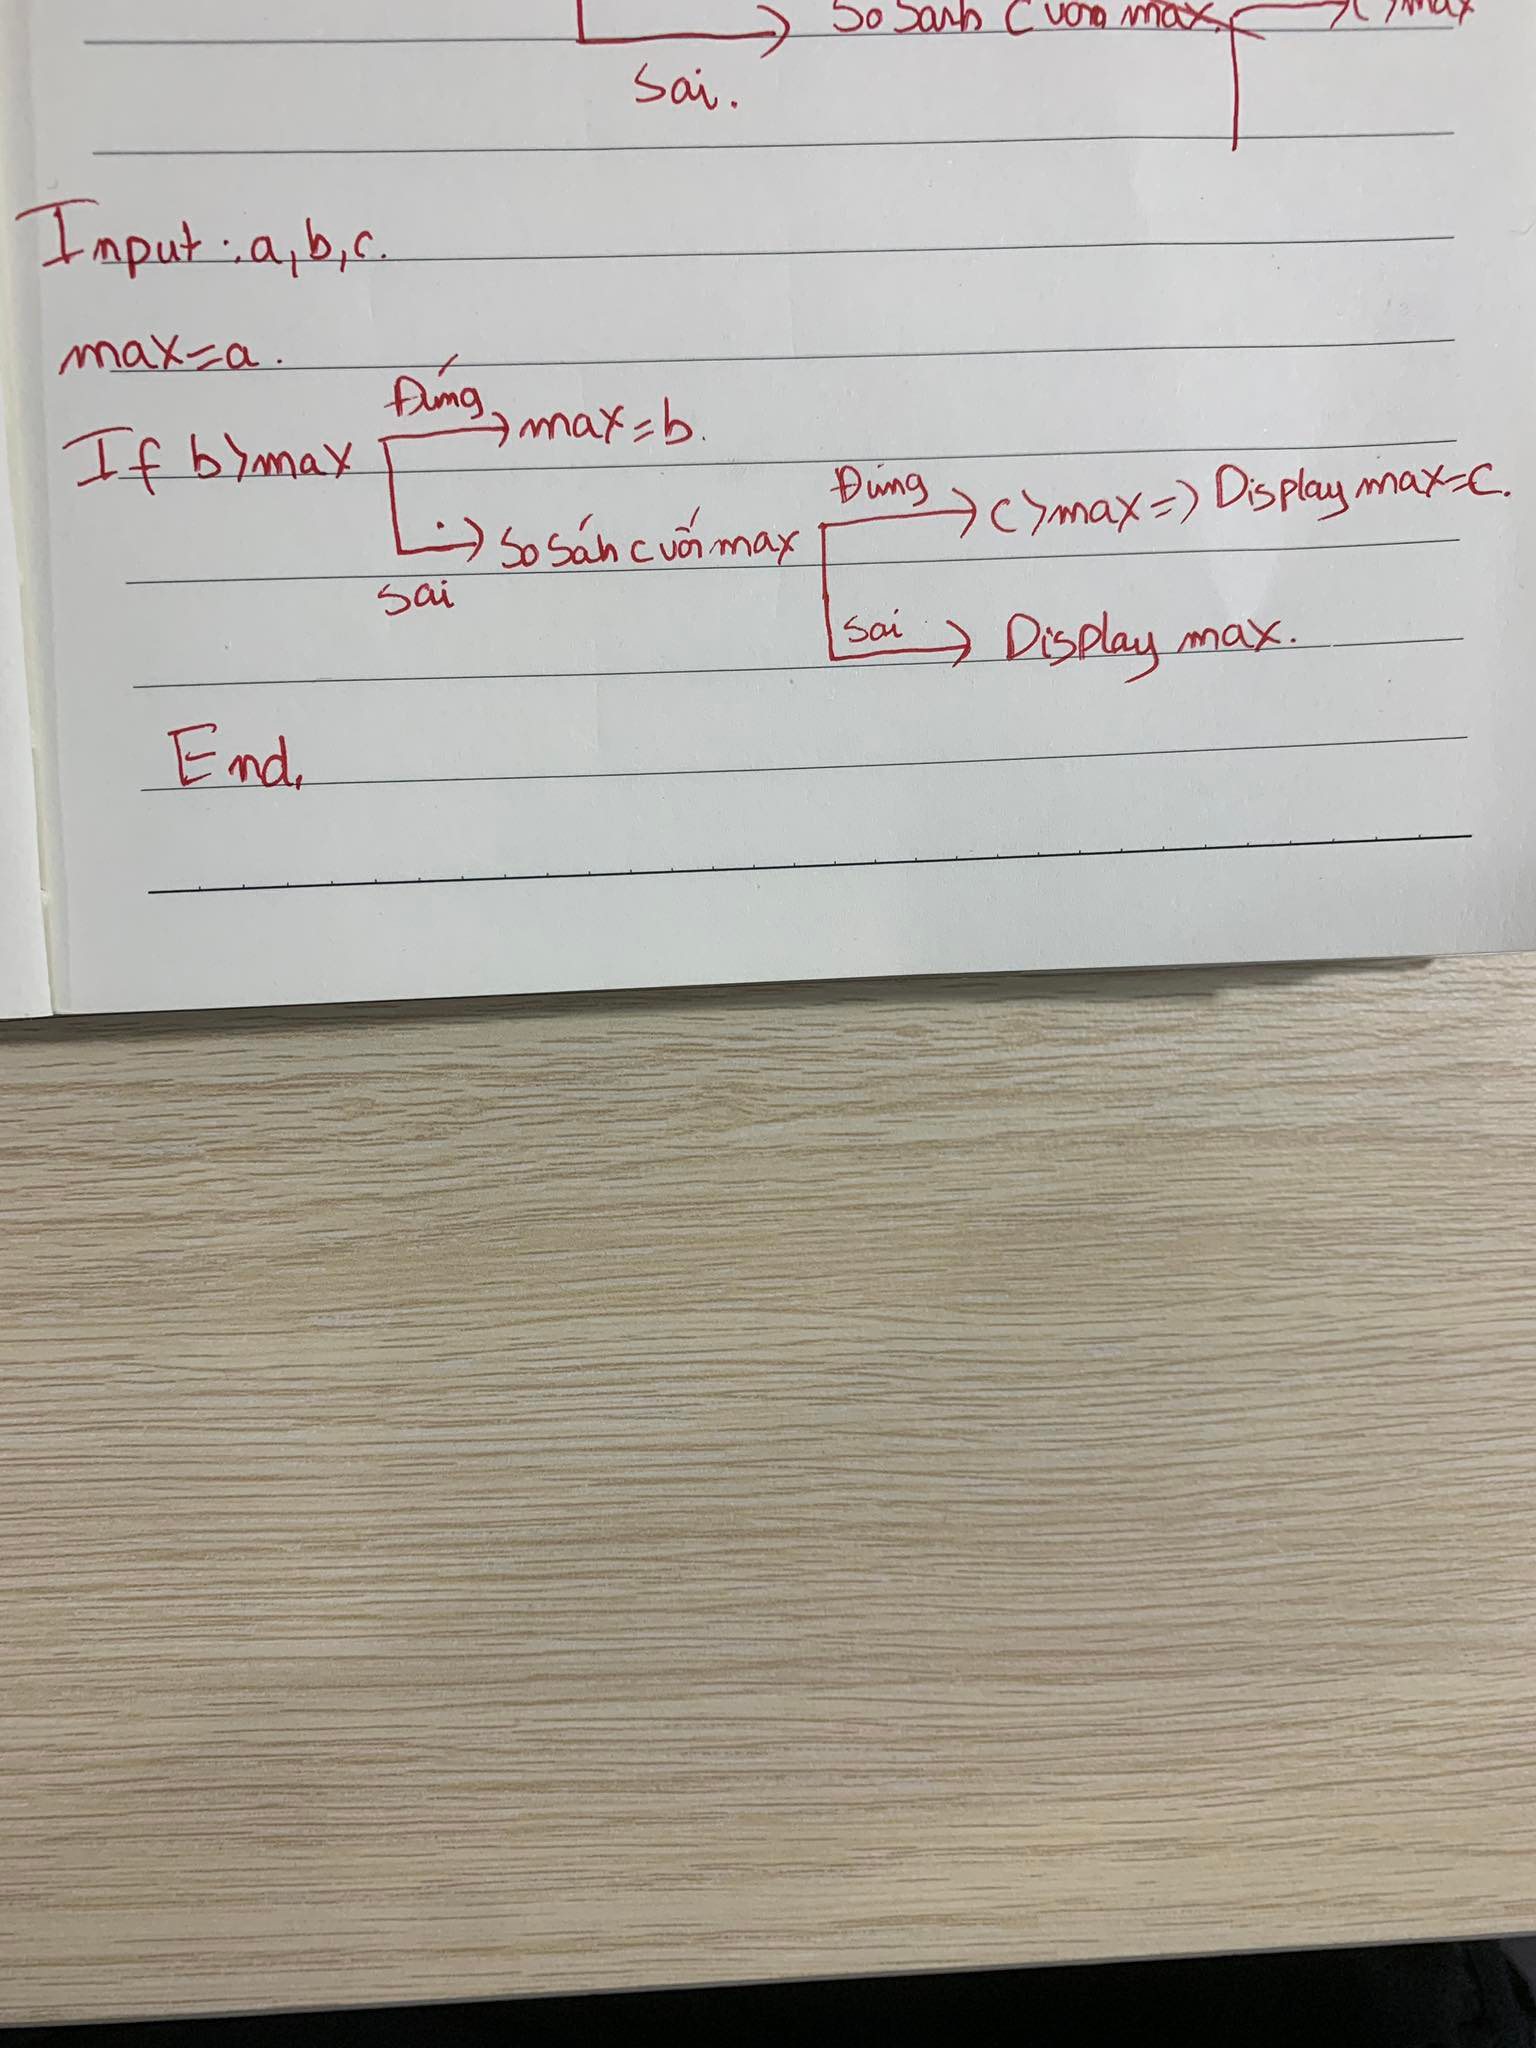 So sánh c với max. c > max
Sai.
Input : a, b, c.
max = a.
Đúng
If b > max → max = b.
Đúng
→ So sánh c với max → c > max => Display max = c.
Sai
Sai → Display max.
End.